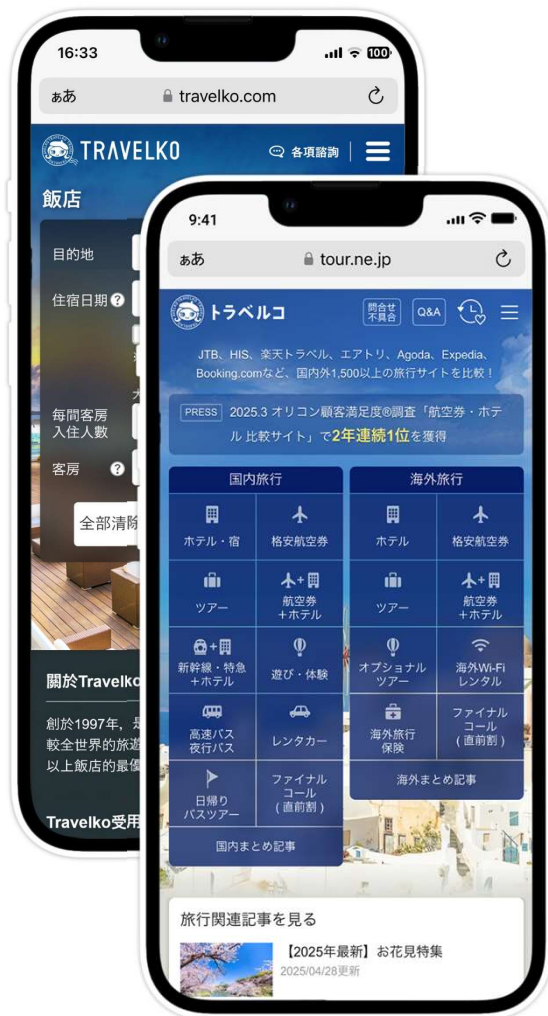 16:33
100
ぁあ
travelko.com
TRAVELKO
各項諮詢
飯店
目的地
住宿日期
每間客房
入住人數
客房
全部清除
關於Travelko
創於1997年，
較全世界的旅遊
以上飯店的最優
Travelko受用
9:41
ぁあ
tour.ne.jp
トラベルコ
問合せ
不具合
Q&A
JTB、HIS、楽天トラベル、エアトリ、Agoda、Expedia、
Booking.comなど、国内外1,500以上の旅行サイトを比較！
PRESS 2025.3 オリコン顧客満足度®調査「航空券・ホテ
ル 比較サイト」で2年連続1位を獲得
国内旅行
ホテル・宿
格安航空券
ツアー
航空券
+ホテル
新幹線・特急
+ホテル
遊び・体験
高速バス
夜行バス
レンタカー
日帰り
バスツアー
ファイナル
コール
(直前割)
国内まとめ記事
海外旅行
ホテル
格安航空券
ツアー
航空券
+ホテル
オプショナル
ツアー
海外Wi-Fi
レンタル
海外旅行
保険
ファイナル
コール
(直前割)
海外まとめ記事
旅行関連記事を見る
【2025年最新】お花見特集
2025/04/28更新